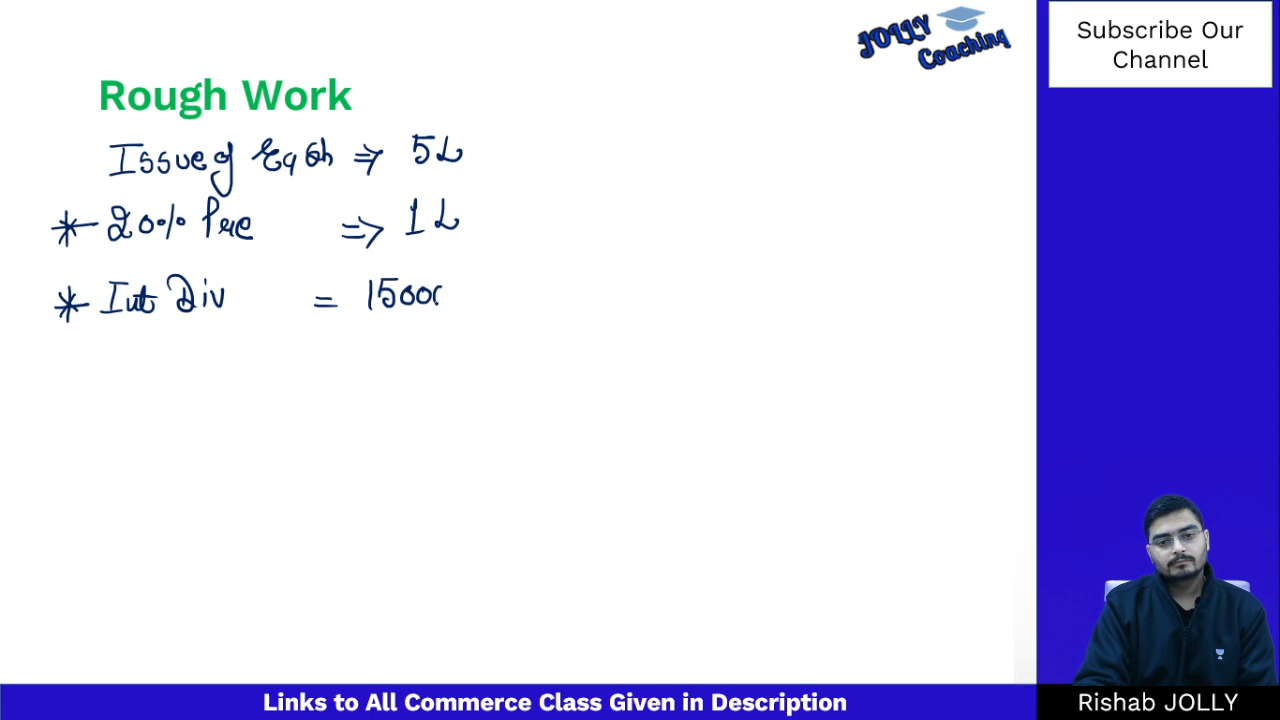 JOLLY Coaching
Subscribe Our
Channel
Rough Work
Issue of Eq Sh ⇒ 5L
* 20% Pre ⇒ 1L
* Int Div = 1500
Links to All Commerce Class Given in Description
Rishab JOLLY